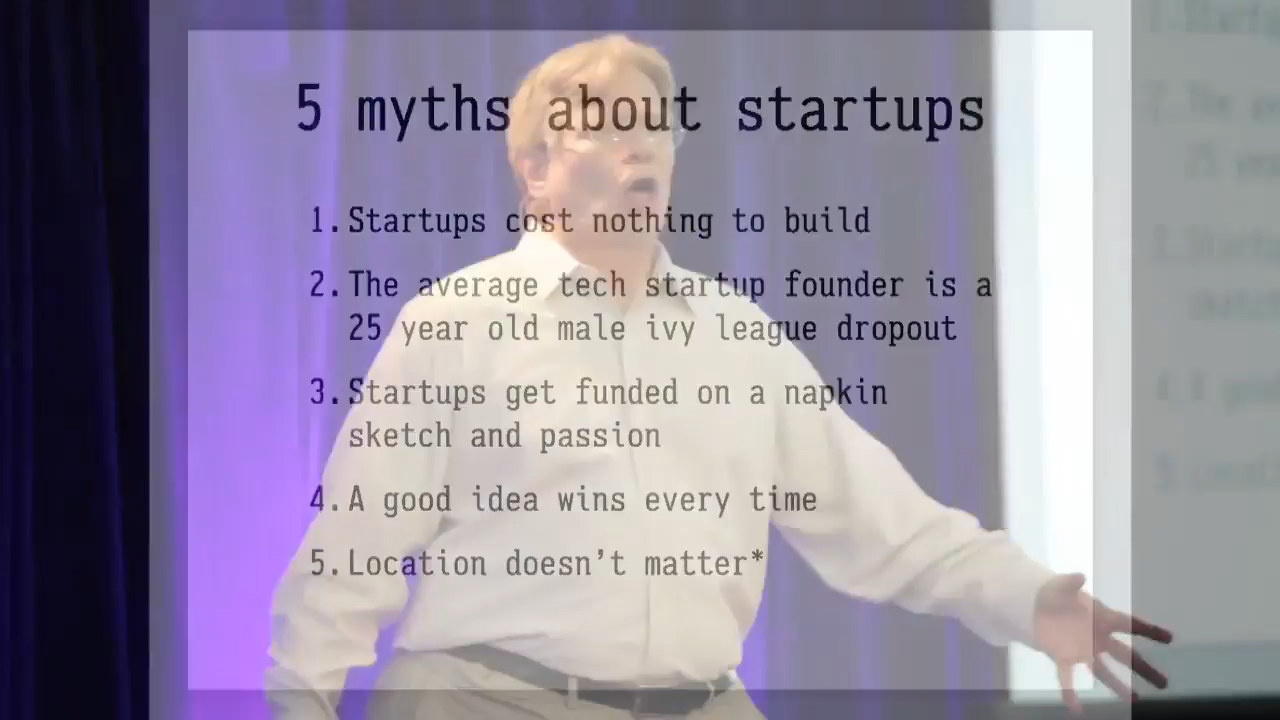 5 myths about startups
1. Startups cost nothing to build
2. The average tech startup founder is a
25 year old male ivy league dropout
3. Startups get funded on a napkin
sketch and passion
4. A good idea wins every time
5. Location doesn't matter*